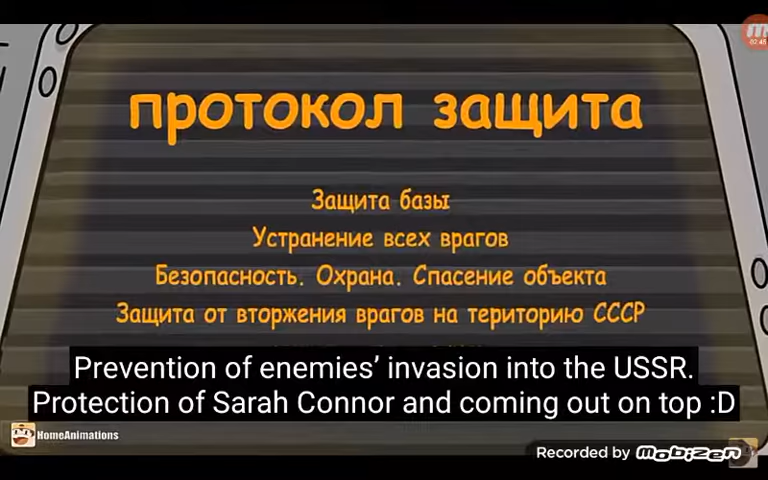 протокол защита
Защита базы
Устранение всех врагов
Безопасность. Охрана. Спасение объекта
Защита от вторжения врагов на територию СССР
Prevention of enemies’ invasion into the USSR.
Protection of Sarah Connor and coming out on top :D
HomeAnimations
Recorded by mobizen
02:45